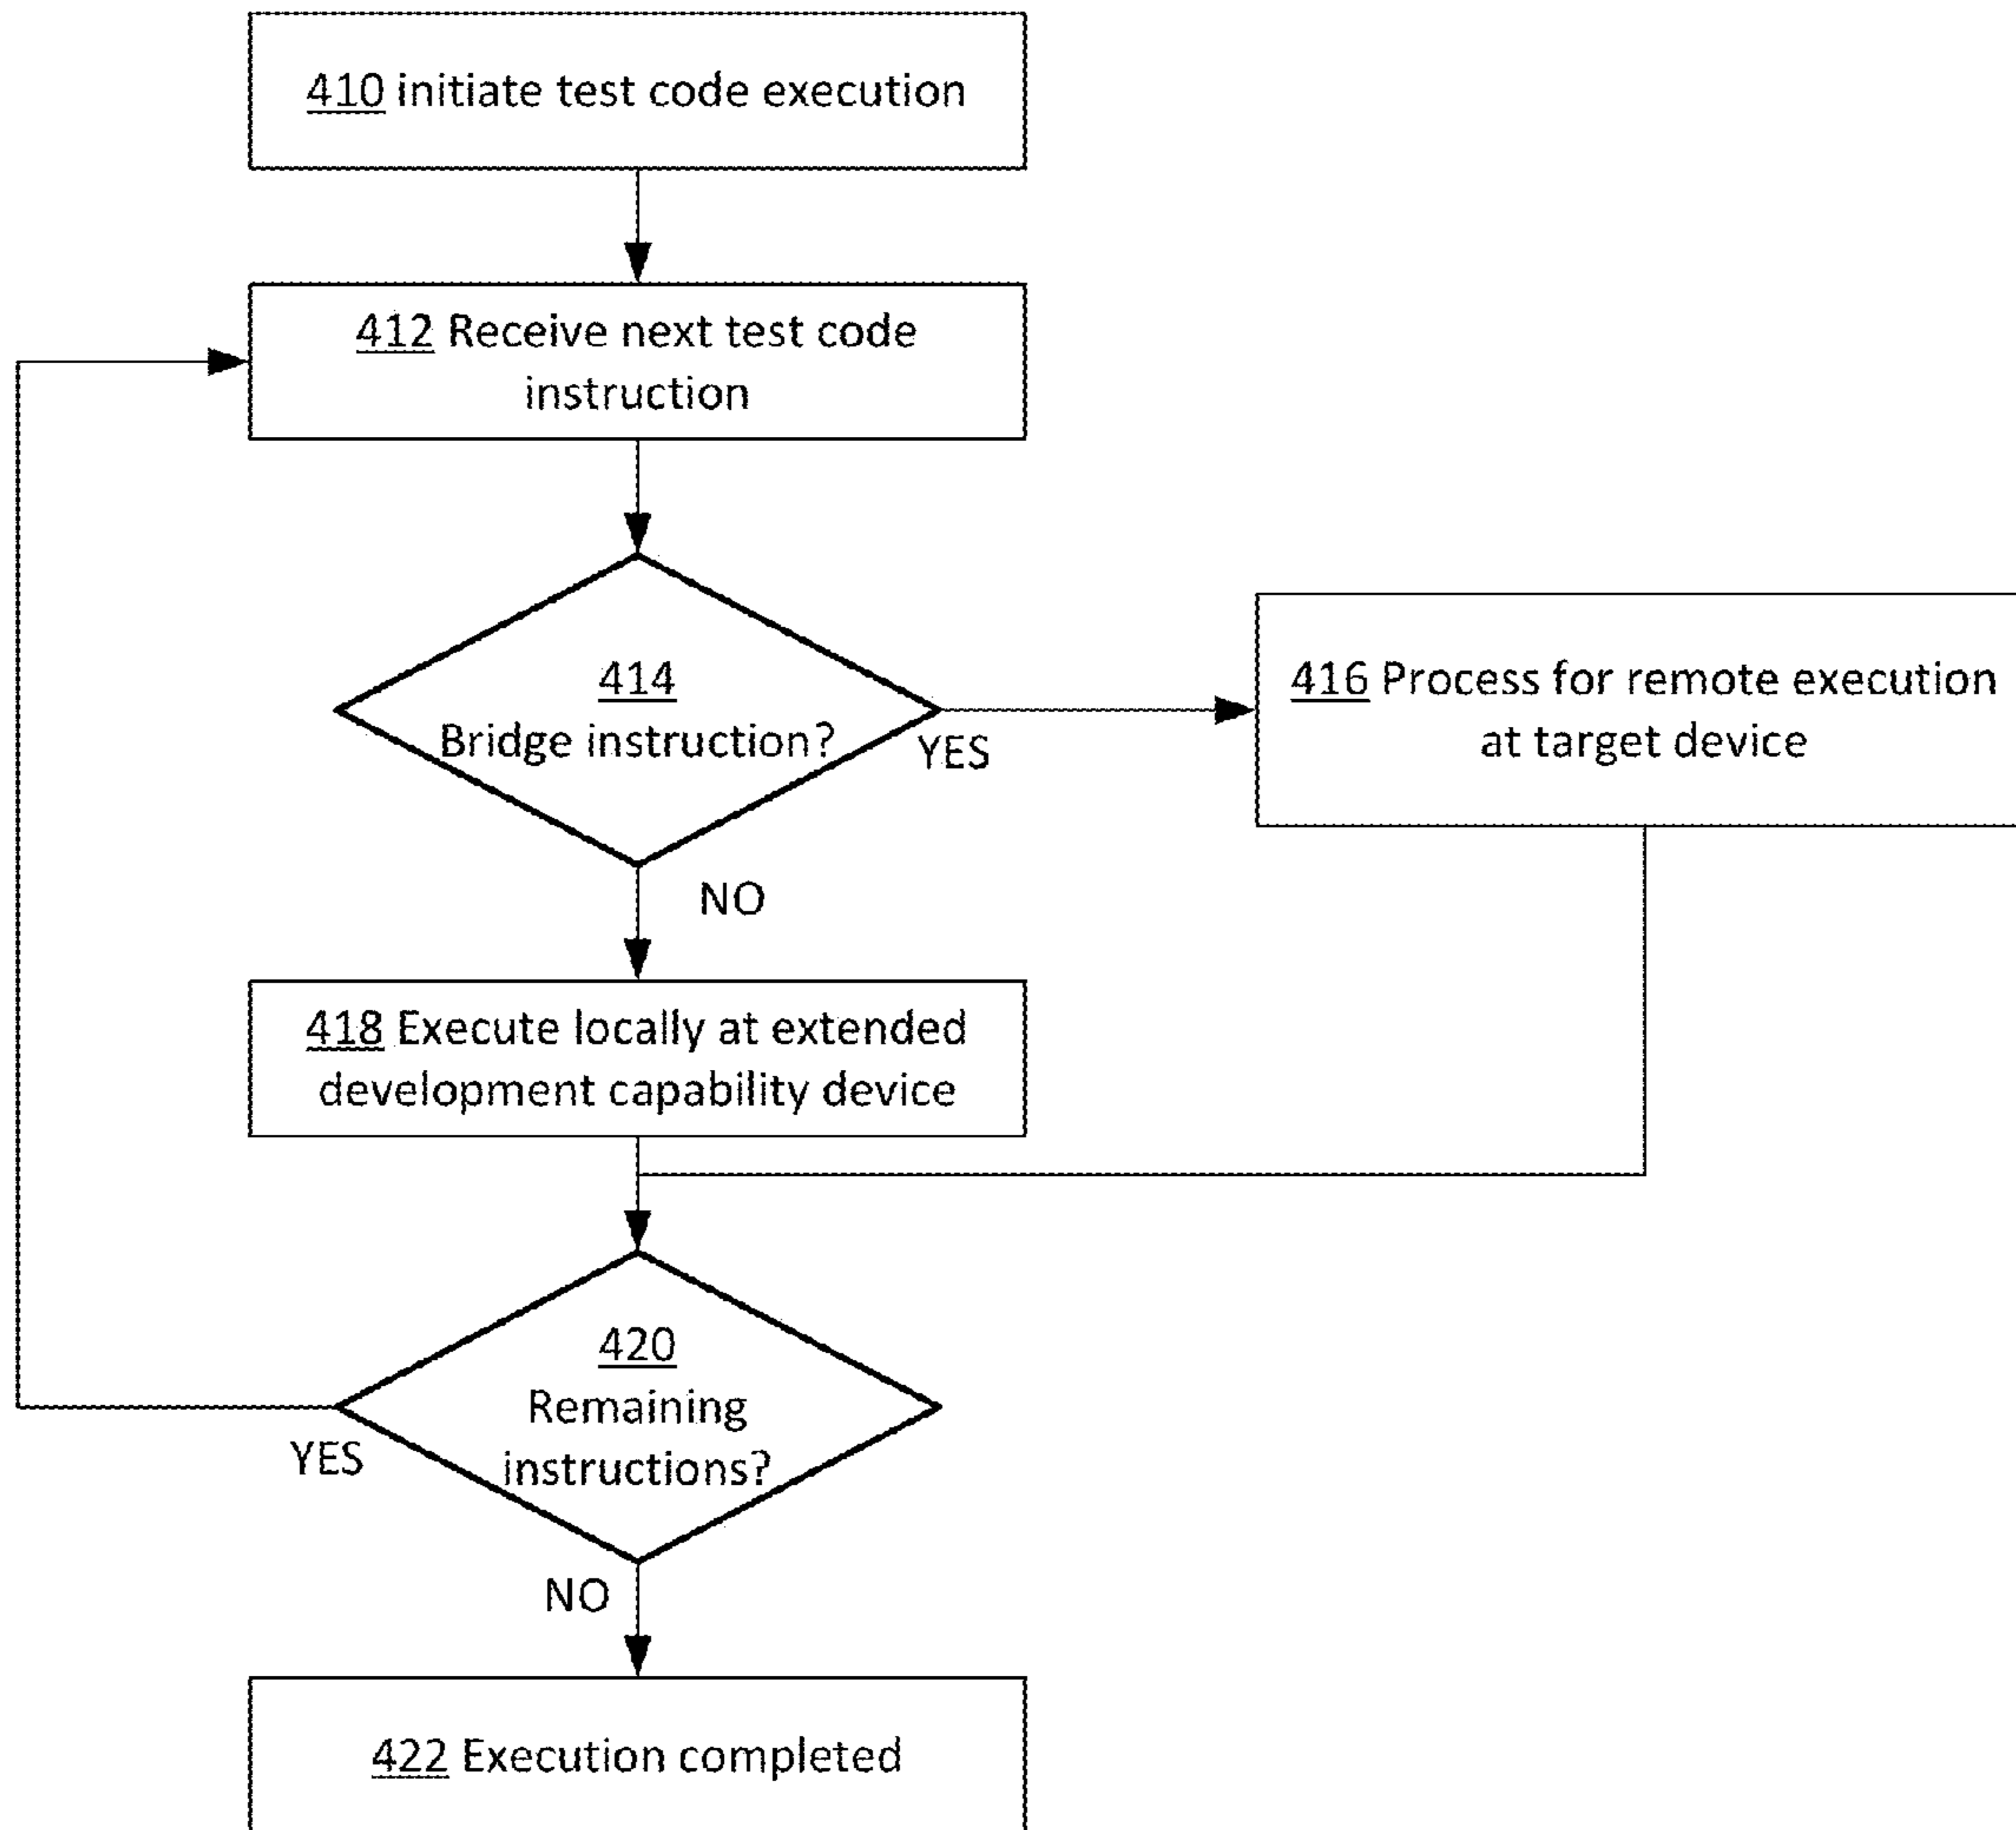 410 initiate test code execution
412 Receive next test code
instruction
414
Bridge instruction?
YES
416 Process for remote execution
at target device
NO
418 Execute locally at extended
development capability device
420
Remaining
instructions?
YES
NO
422 Execution completed